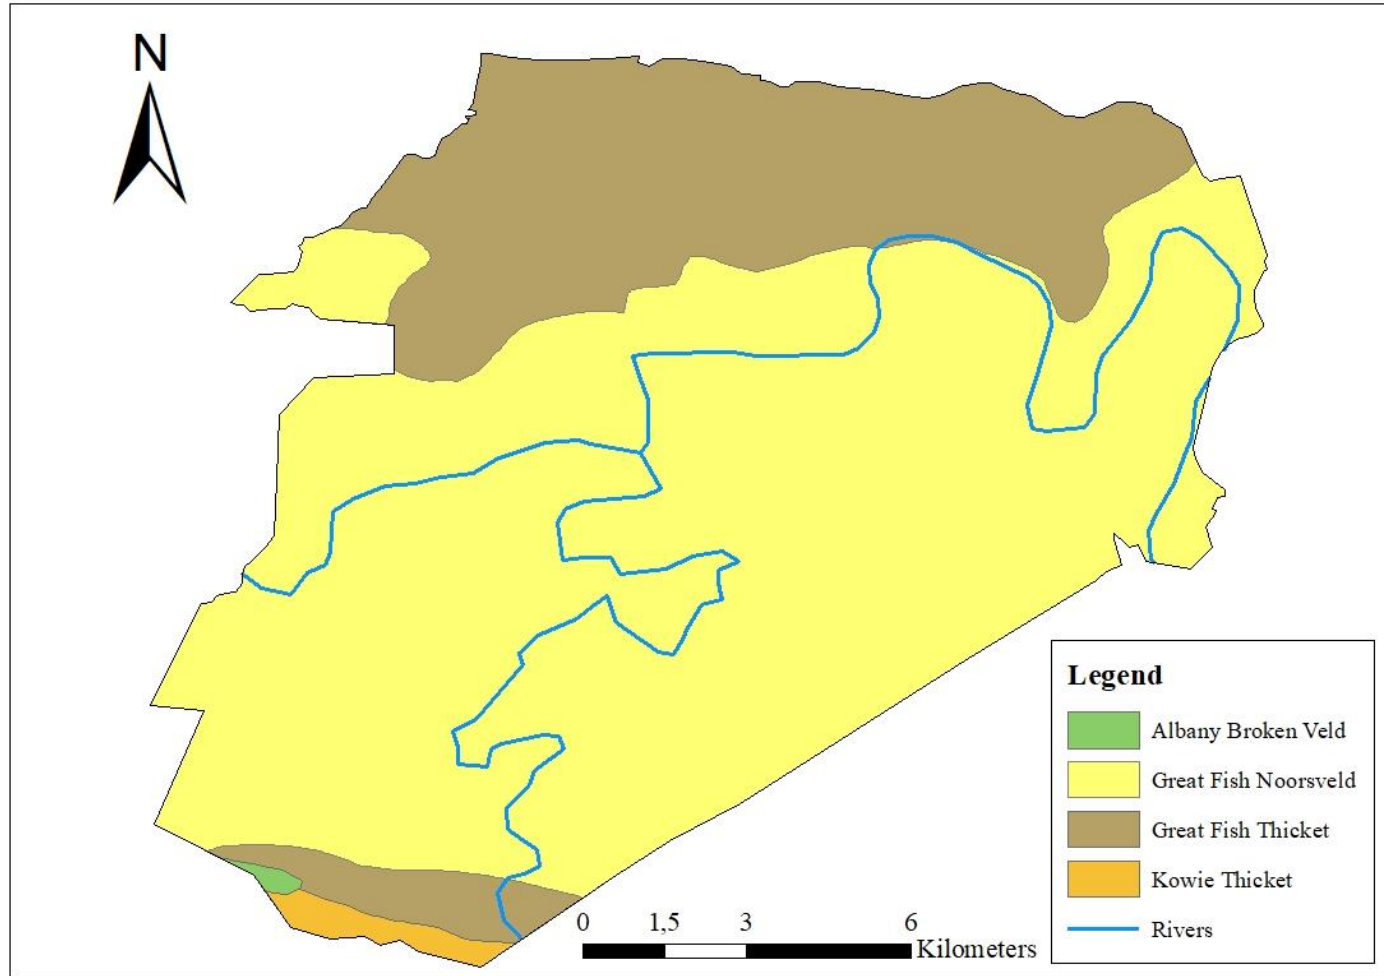 N
Legend
Albany Broken Veld
Great Fish Noorsveld
Great Fish Thicket
Kowie Thicket
Rivers
0 1,5 3 6
Kilometers